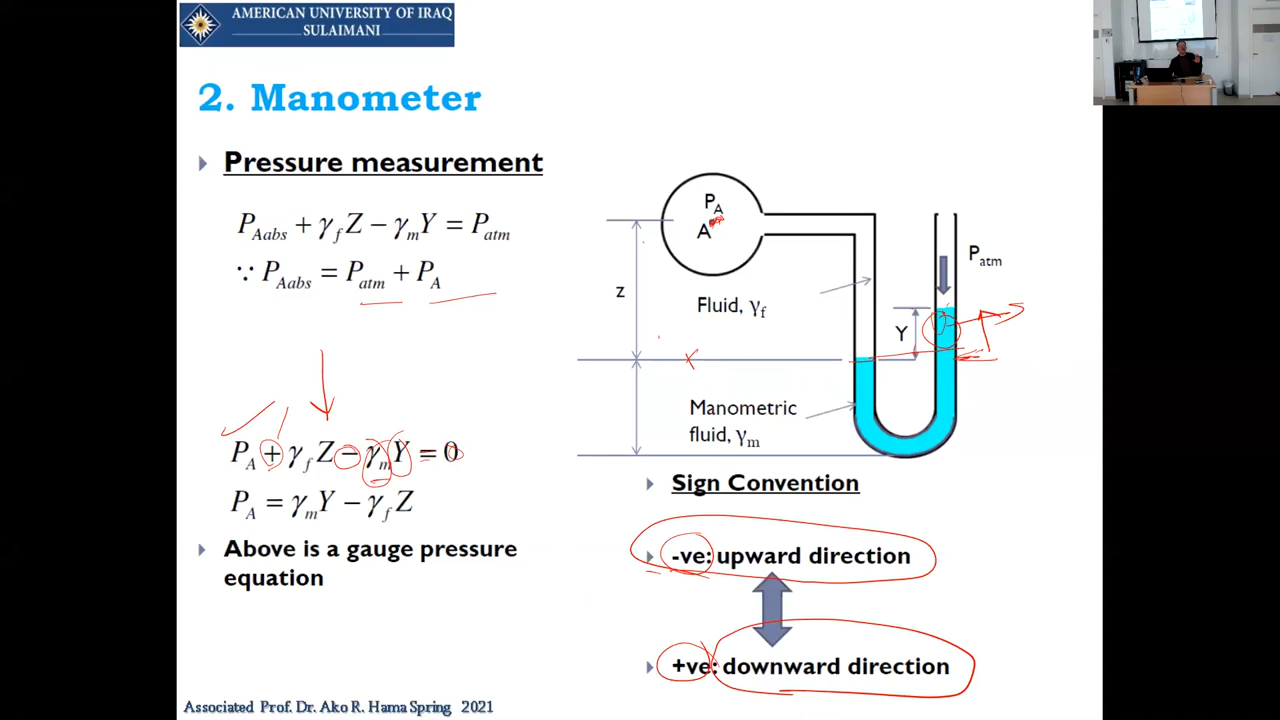 AMERICAN UNIVERSITY OF IRAQ
SULAIMANI
2. Manometer
Pressure measurement
P_Aabs + γ_f Z − γ_m Y = P_atm
∵ P_Aabs = P_atm + P_A
P_A + γ_f Z − γ_m Y = 0
P_A = γ_m Y − γ_f Z
Above is a gauge pressure
equation
P_A
A
P_atm
z
Fluid, γ_f
Y
Manometric
fluid, γ_m
Sign Convention
-ve: upward direction
+ve: downward direction
Associated Prof. Dr. Ako R. Hama Spring 2021